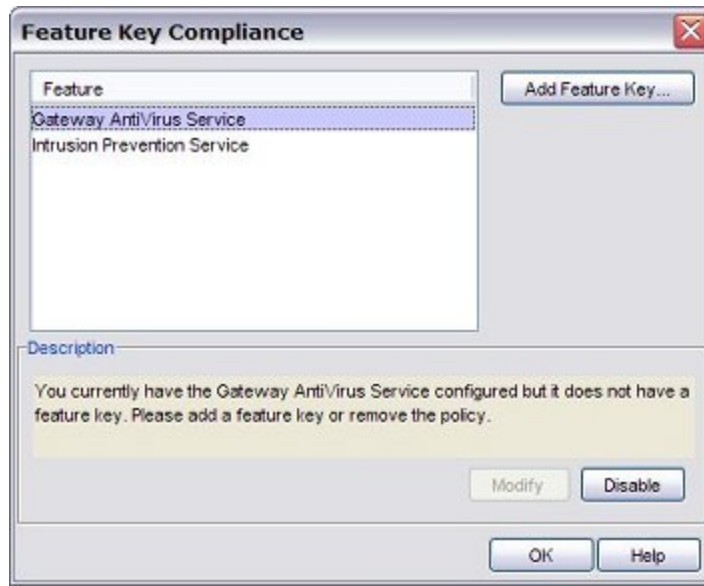 Feature Key Compliance
Feature
Add Feature Key...
Gateway AntiVirus Service
Intrusion Prevention Service
Description
You currently have the Gateway AntiVirus Service configured but it does not have a
feature key. Please add a feature key or remove the policy.
Modify
Disable
OK
Help